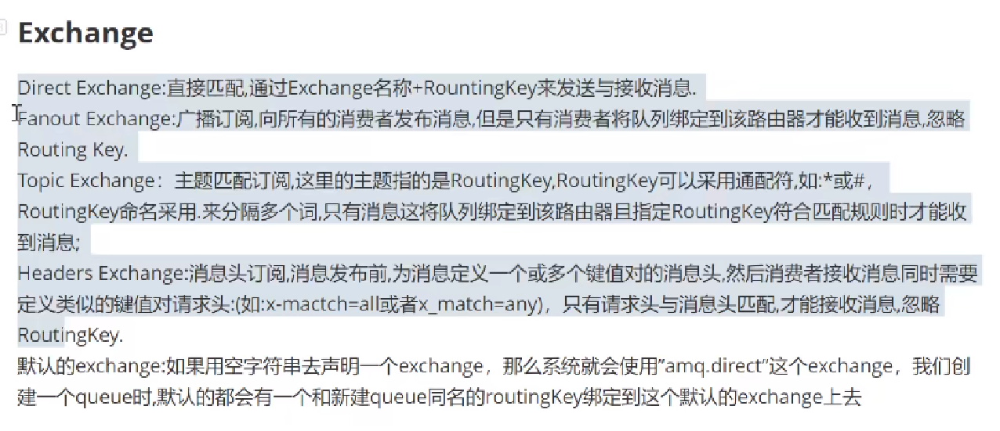 Exchange
Direct Exchange:直接匹配,通过Exchange名称+RountingKey来发送与接收消息.
Fanout Exchange:广播订阅,向所有的消费者发布消息,但是只有消费者将队列绑定到该路由器才能收到消息,忽略
Routing Key.
Topic Exchange：主题匹配订阅,这里的主题指的是RoutingKey,RoutingKey可以采用通配符,如:*或#，
RoutingKey命名采用.来分隔多个词,只有消息这将队列绑定到该路由器且指定RoutingKey符合匹配规则时才能收
到消息;
Headers Exchange:消息头订阅,消息发布前,为消息定义一个或多个键值对的消息头,然后消费者接收消息同时需要
定义类似的键值对请求头:(如:x-mactch=all或者x_match=any)，只有请求头与消息头匹配,才能接收消息,忽略
RoutingKey.
默认的exchange:如果用空字符串去声明一个exchange，那么系统就会使用”amq.direct”这个exchange，我们创
建一个queue时,默认的都会有一个和新建queue同名的routingKey绑定到这个默认的exchange上去